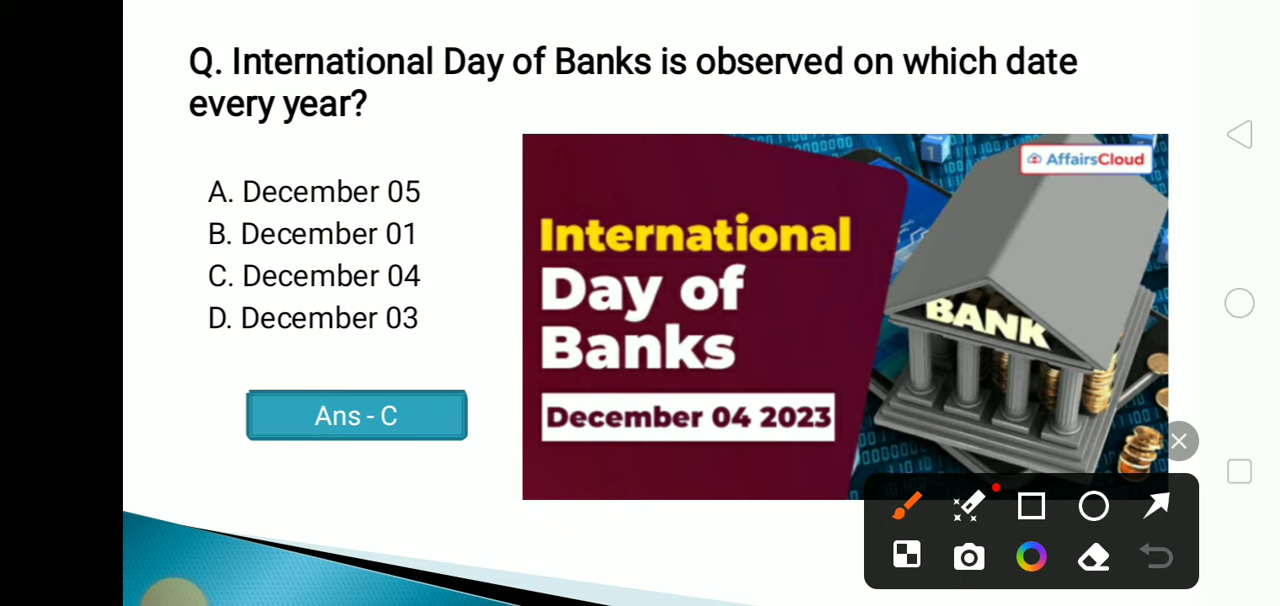 Q. International Day of Banks is observed on which date
every year?
A. December 05
B. December 01
C. December 04
D. December 03
Ans - C
AffairsCloud
International
Day of
Banks
December 04 2023
BANK